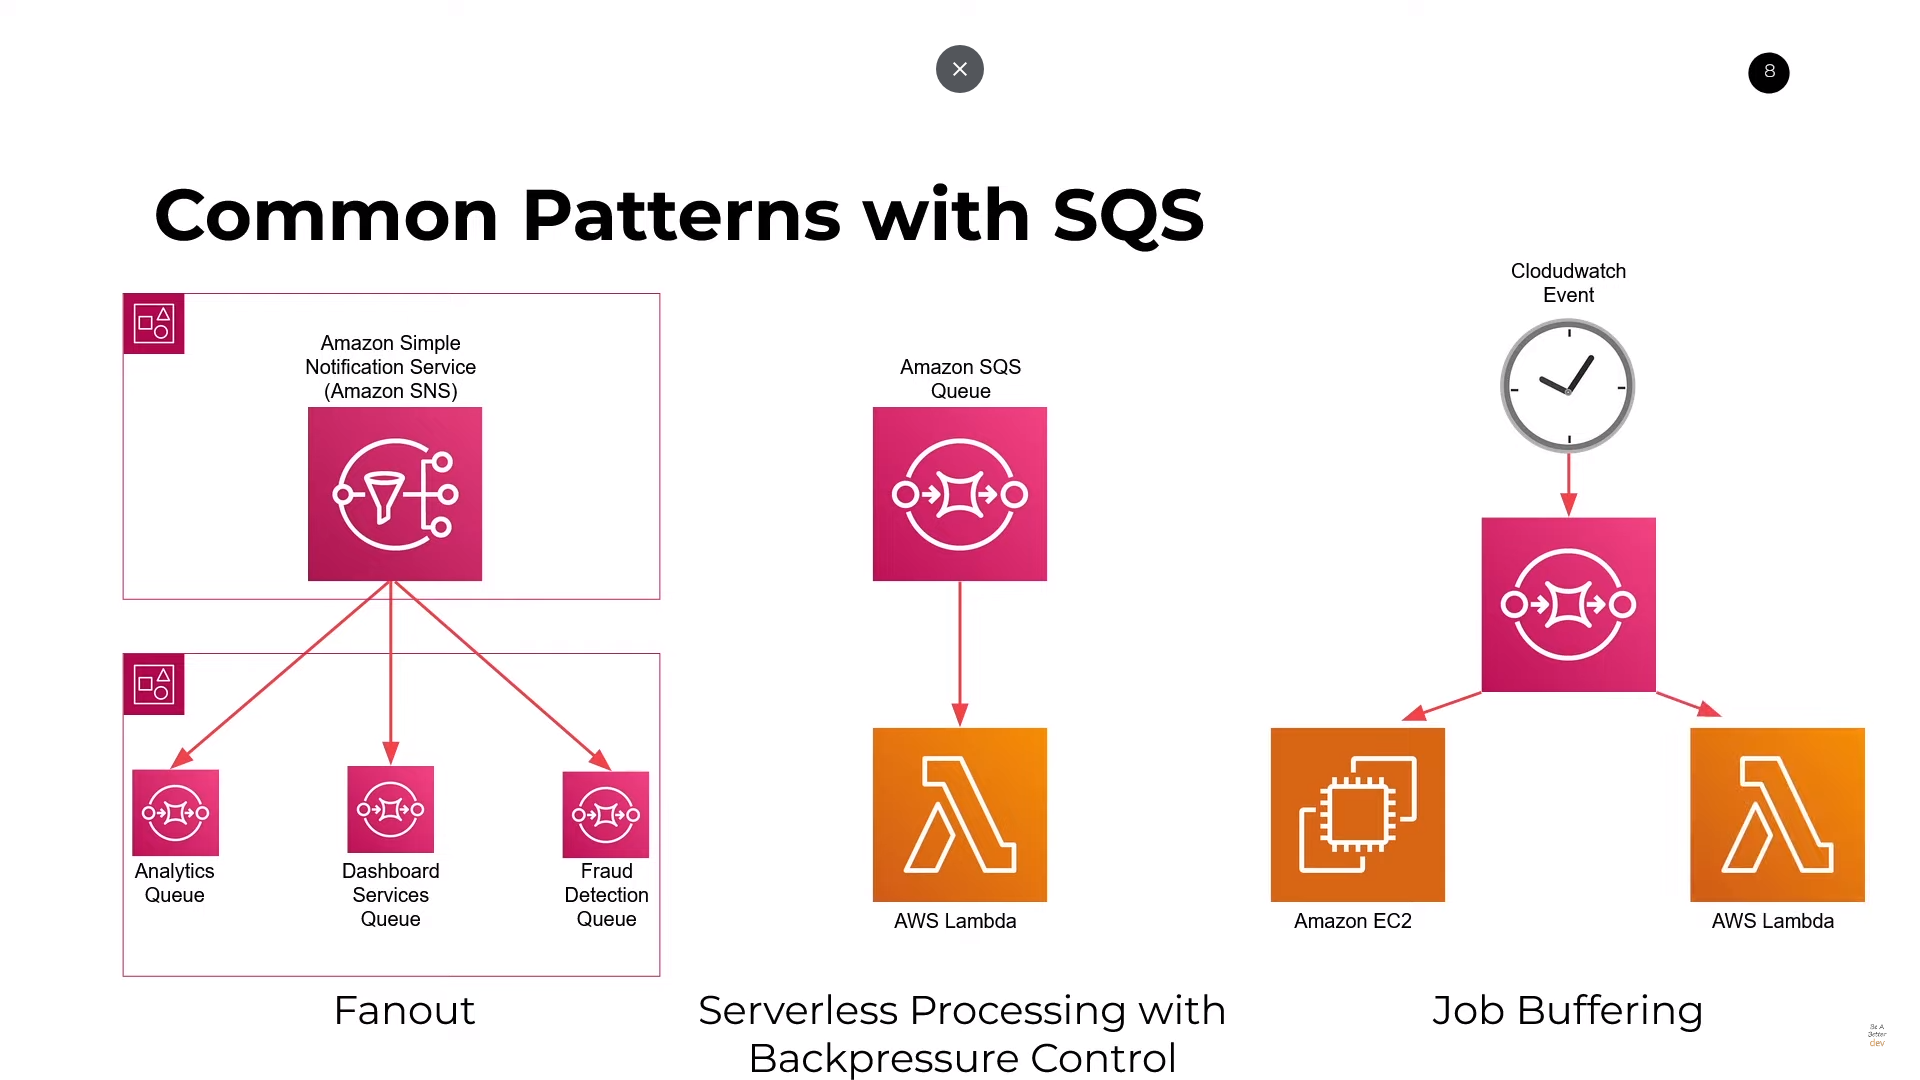 8
Common Patterns with SQS
Amazon Simple
Notification Service
(Amazon SNS)
Analytics
Queue
Dashboard
Services
Queue
Fraud
Detection
Queue
Fanout
Amazon SQS
Queue
AWS Lambda
Serverless Processing with
Backpressure Control
Clodudwatch
Event
Amazon EC2
AWS Lambda
Job Buffering
Be A
Better
dev